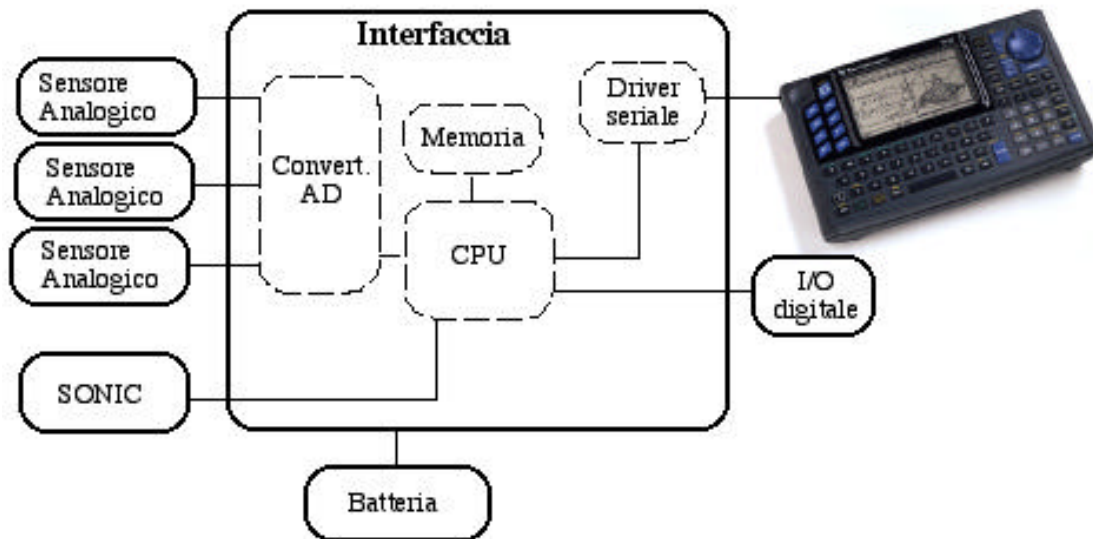 Interfaccia
Sensore
Analogico
Sensore
Analogico
Sensore
Analogico
SONIC
Convert.
AD
Memoria
CPU
Driver
seriale
I/O
digitale
Batteria